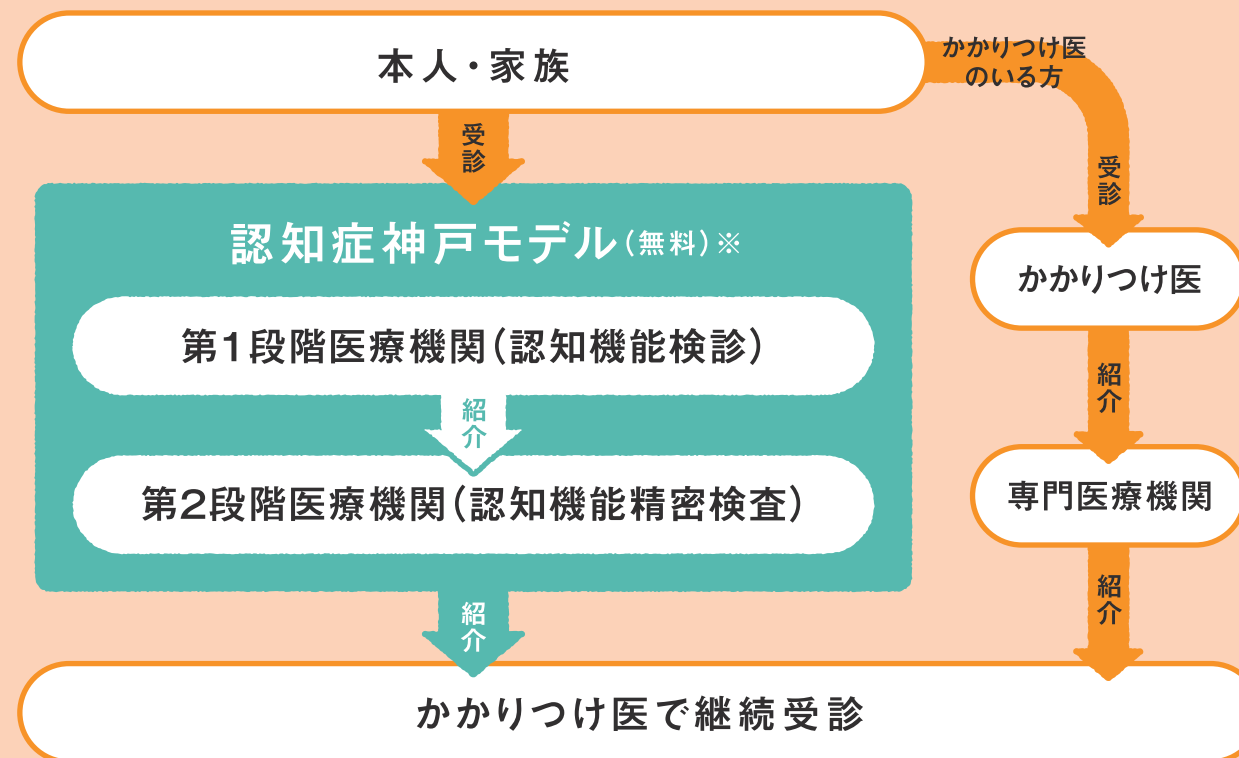 本人・家族
かかりつけ医
のいる方
受診
受診
認知症神戸モデル（無料）※
かかりつけ医
第1段階医療機関（認知機能検診）
紹介
紹介
第2段階医療機関（認知機能精密検査）
専門医療機関
紹介
紹介
かかりつけ医で継続受診